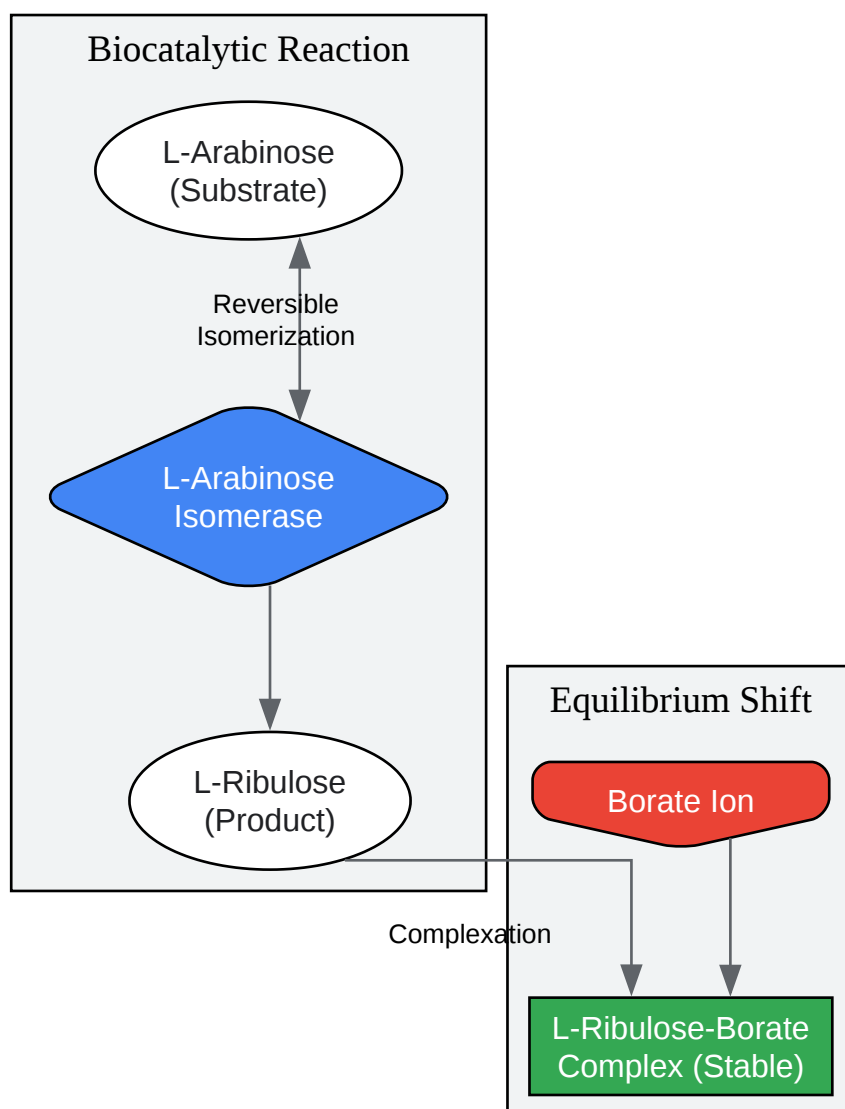 Biocatalytic Reaction
L-Arabinose
(Substrate)
Reversible
Isomerization
L-Arabinose
Isomerase
L-Ribulose
(Product)
Equilibrium Shift
Borate Ion
Complexation
L-Ribulose-Borate
Complex (Stable)